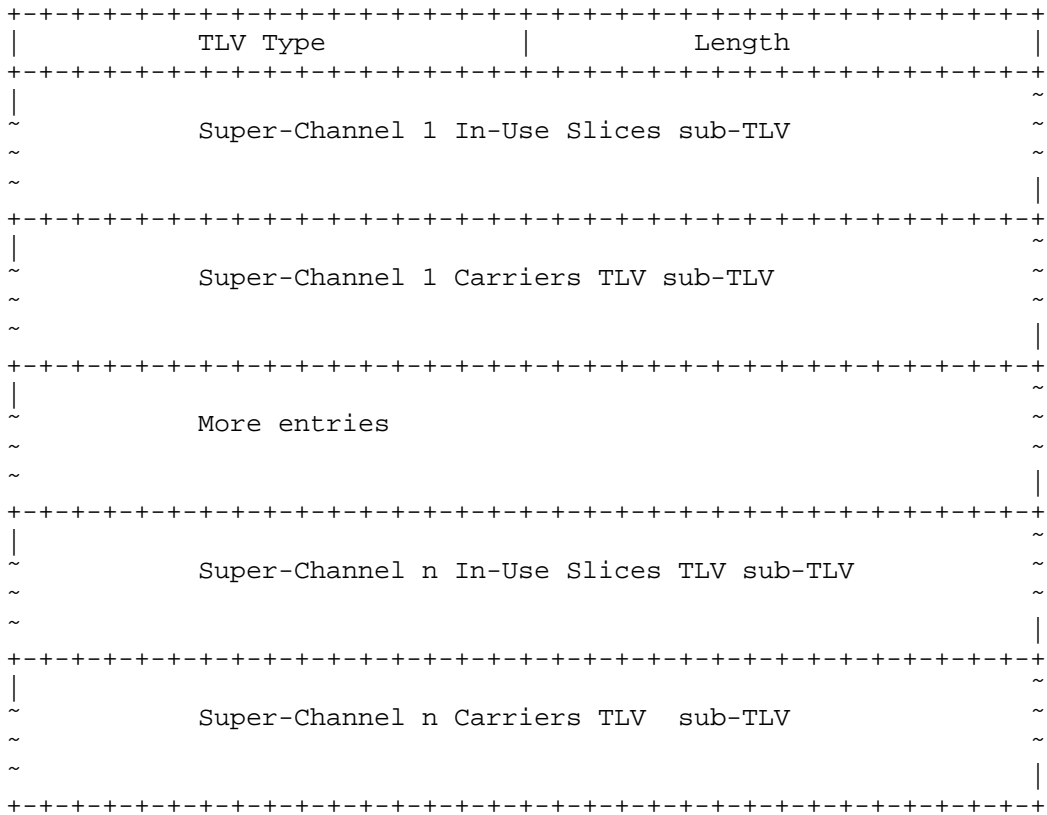 TLV Type Length
Super-Channel 1 In-Use Slices sub-TLV
Super-Channel 1 Carriers TLV sub-TLV
More entries
Super-Channel n In-Use Slices TLV sub-TLV
Super-Channel n Carriers TLV  sub-TLV